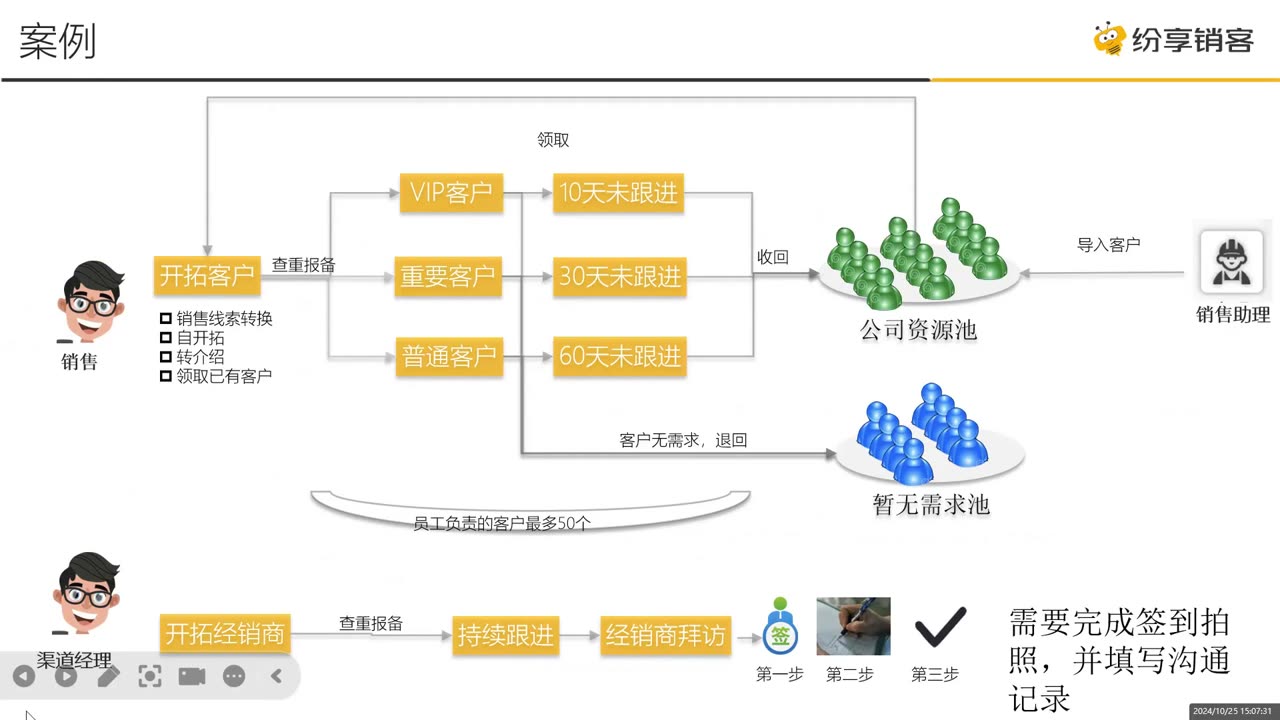 案例
纷享销客
领取
VIP客户
10天未跟进
开拓客户
查重报备
重要客户
30天未跟进
收回
导入客户
销售线索转换
自开拓
转介绍
领取已有客户
销售
普通客户
60天未跟进
公司资源池
销售助理
客户无需求，退回
暂无需求池
员工负责的客户最多50个
渠道经理
开拓经销商
查重报备
持续跟进
经销商拜访
签
第一步
第二步
第三步
需要完成签到拍
照，并填写沟通
记录
2024/10/25 15:07:31